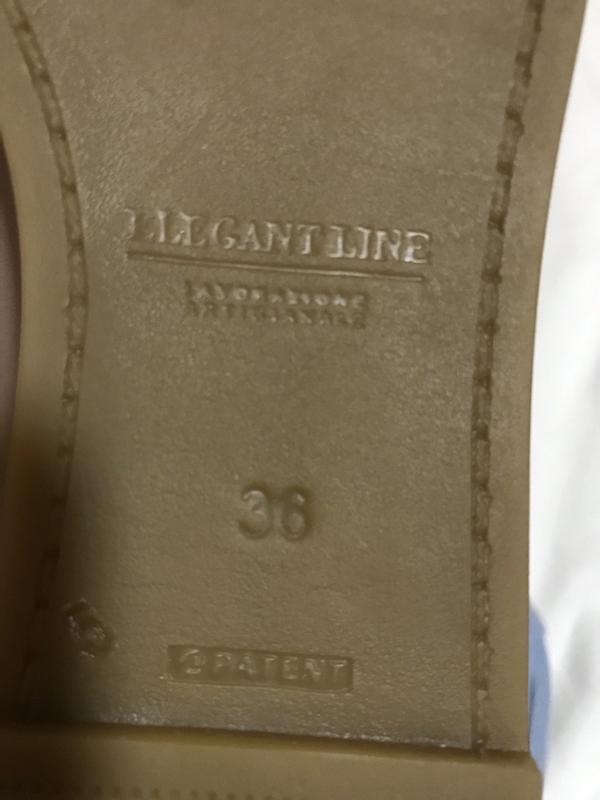 ELEGANT LINE
LAVORAZIONE
ARTIGIANALE
36
PATENT